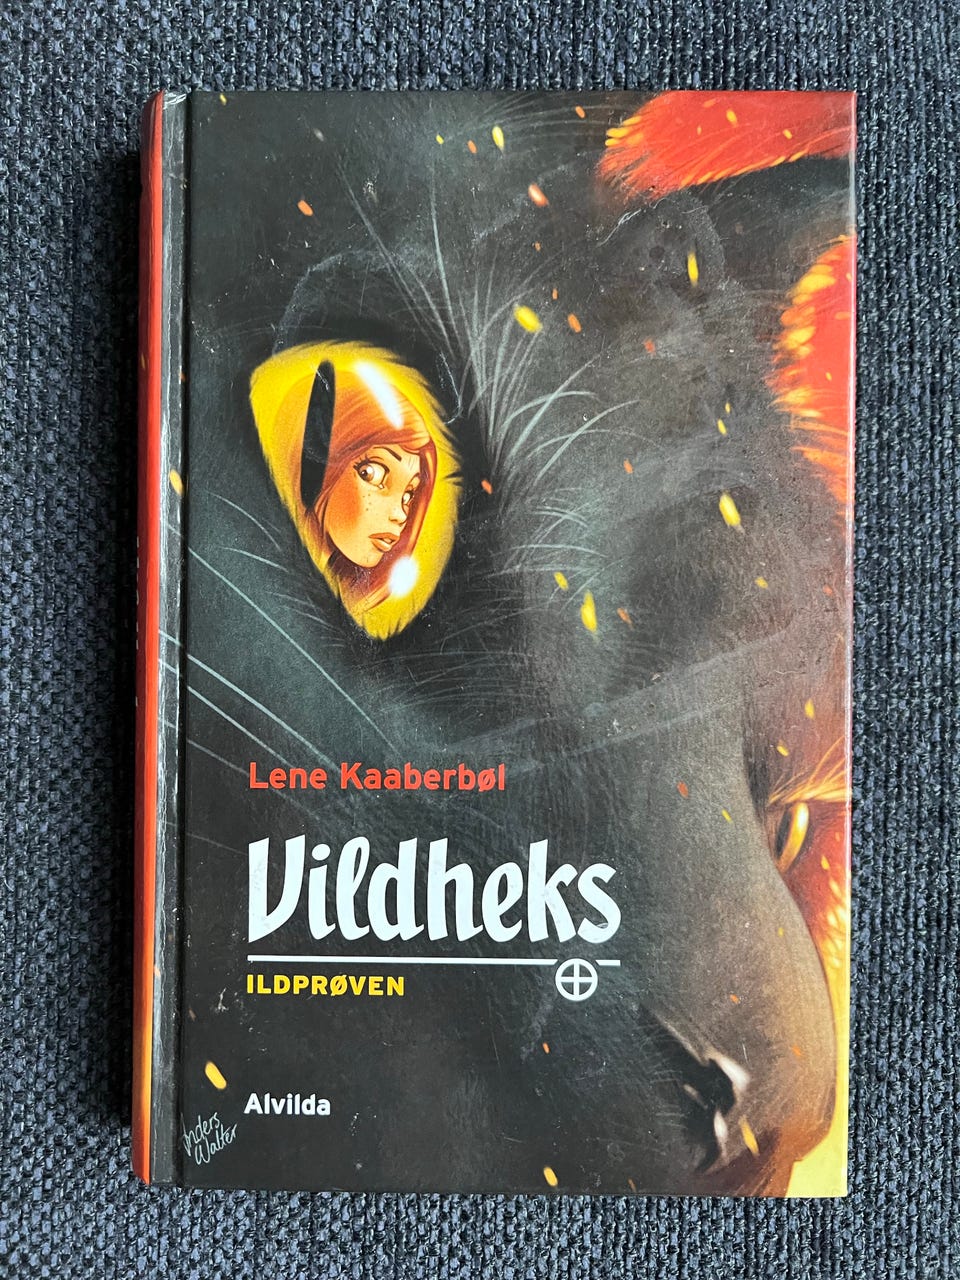 Lene Kaaberbøl
Vildheks
ILDPRØVEN
Alvilda
Anders
Walter